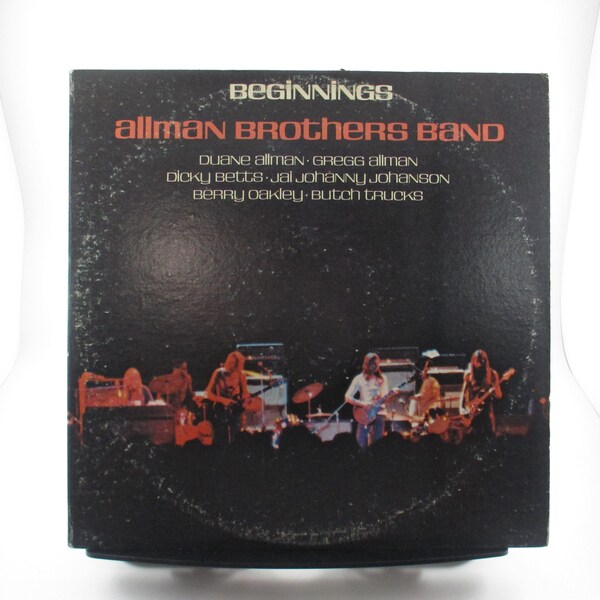 BEGINNINGS
ALLMAN BROTHERS BAND
DUANE ALLMAN · GREGG ALLMAN
DICKY BETTS · JAI JOHANNY JOHANSON
BERRY OAKLEY · BUTCH TRUCKS